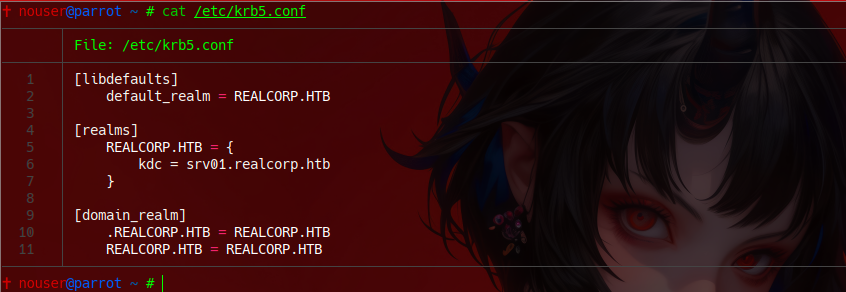 ✝ nouser@parrot ~ # cat /etc/krb5.conf
File: /etc/krb5.conf
1 [libdefaults]
2 default_realm = REALCORP.HTB
3
4 [realms]
5 REALCORP.HTB = {
6 kdc = srv01.realcorp.htb
7 }
8
9 [domain_realm]
10 .REALCORP.HTB = REALCORP.HTB
11 REALCORP.HTB = REALCORP.HTB
✝ nouser@parrot ~ #